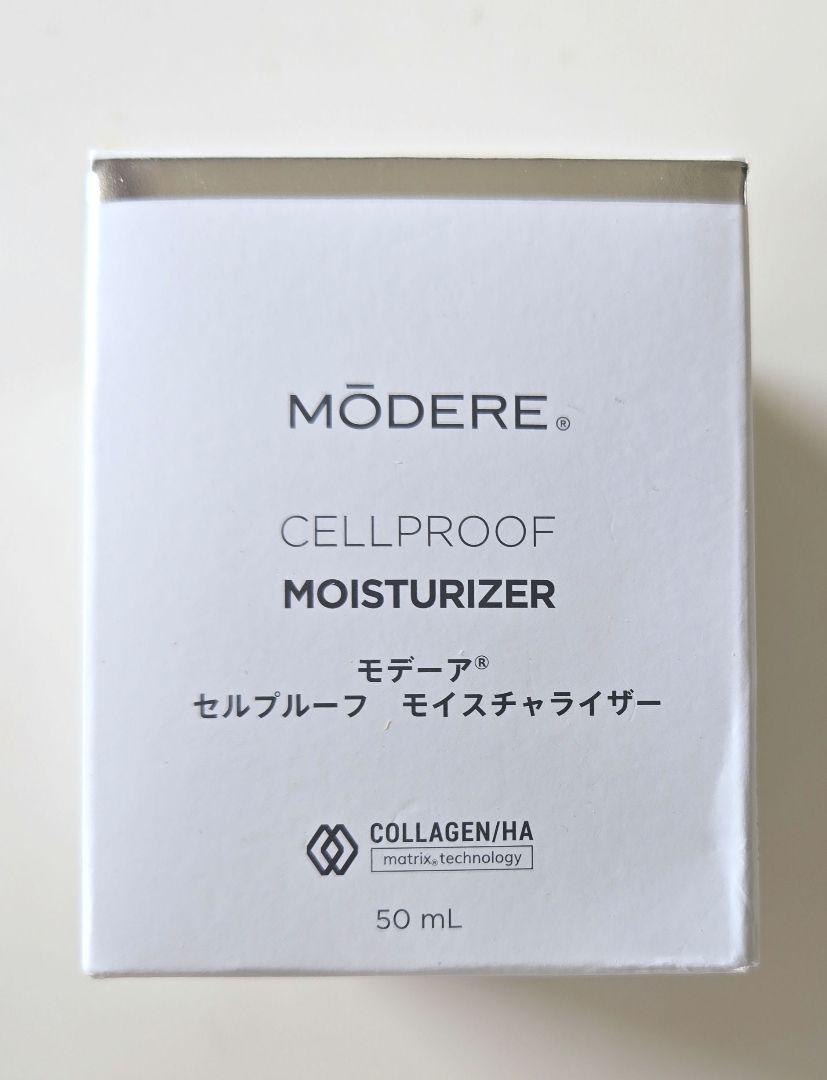 MŌDERE®
CELLPROOF
MOISTURIZER
モデーア®
セルプルーフ　モイスチャライザー
COLLAGEN/HA
matrix® technology
50 mL